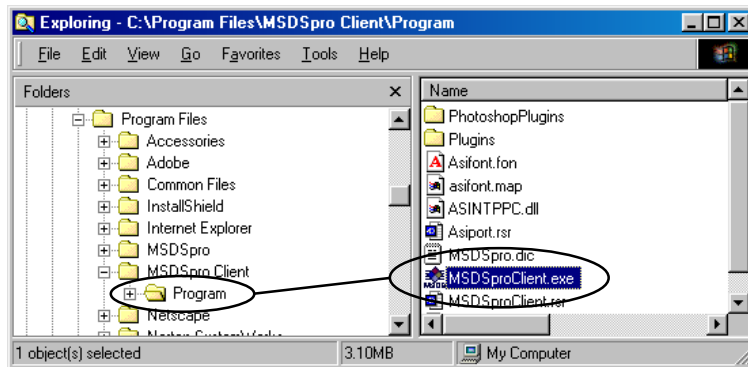 Exploring - C:\Program Files\MSDSpro Client\Program
File Edit View Go Favorites Tools Help
Folders
Program Files
Accessories
Adobe
Common Files
InstallShield
Internet Explorer
MSDSpro
MSDSpro Client
Program
Netscape
Norton SystemWorks
Name
PhotoshopPlugins
Plugins
Asifont.fon
asifont.map
ASINTPPC.dll
Asiport.rsr
MSDSpro.dic
MSDSproClient.exe
MSDSproClient.rsr
1 object(s) selected
3.10MB
My Computer